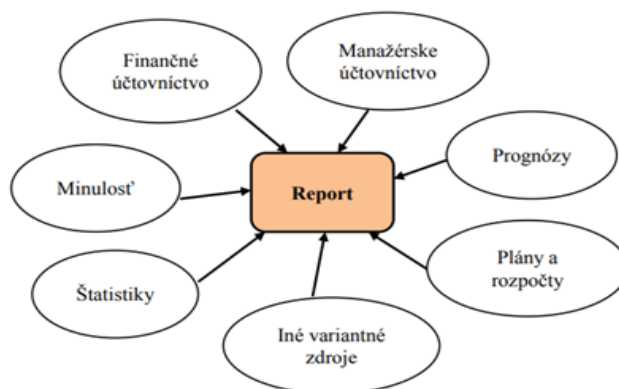 Finančné
účtovníctvo
Manažérske
účtovníctvo
Minulosť
Report
Prognózy
Štatistiky
Plány a
rozpočty
Iné variantné
zdroje